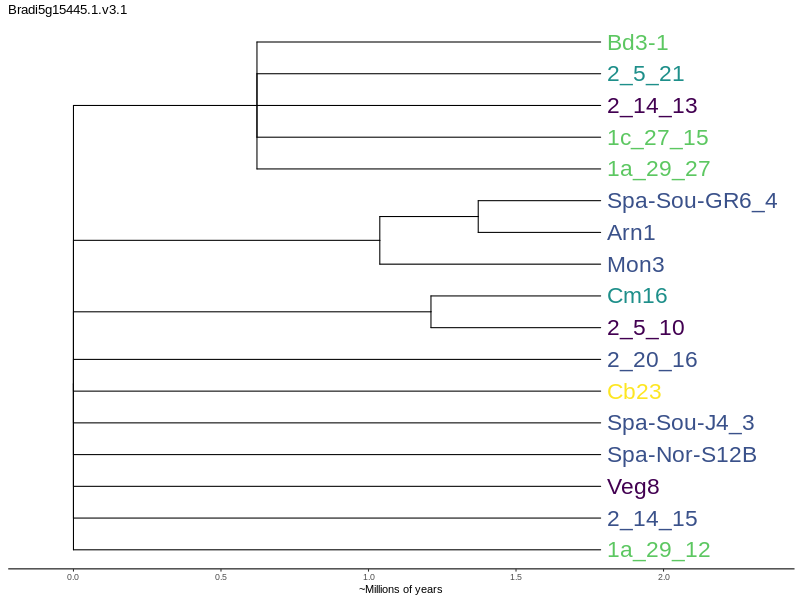 Bradi5g15445.1.v3.1
Bd3-1
2_5_21
2_14_13
1c_27_15
1a_29_27
Spa-Sou-GR6_4
Arn1
Mon3
Cm16
2_5_10
2_20_16
Cb23
Spa-Sou-J4_3
Spa-Nor-S12B
Veg8
2_14_15
1a_29_12
0.0 0.5 1.0 1.5 2.0
~Millions of years